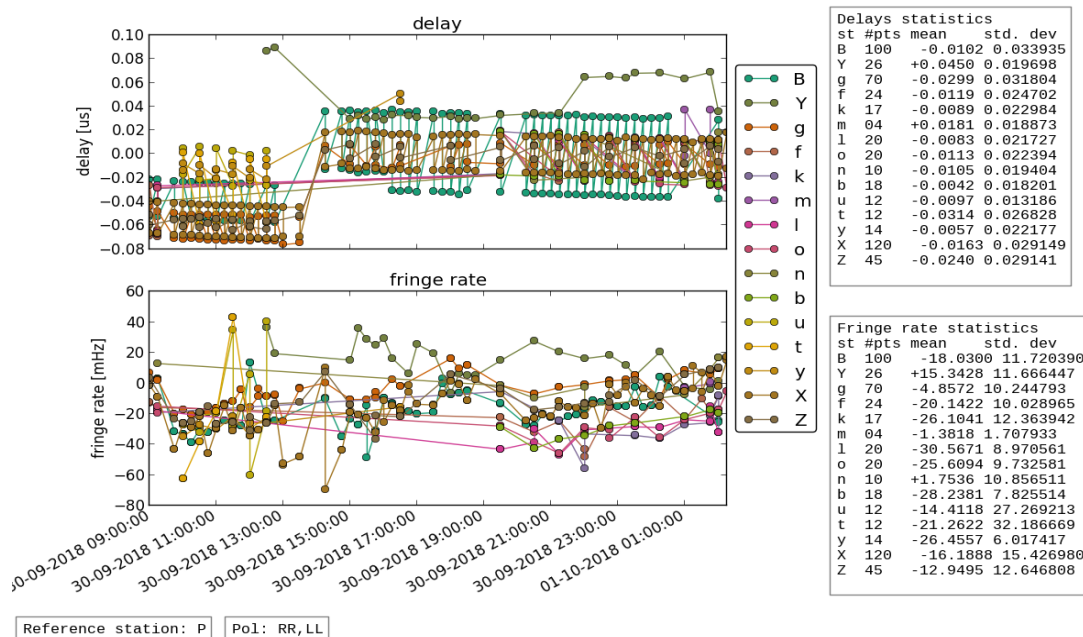 delay
delay [us]
0.10
0.08
0.06
0.04
0.02
0.00
−0.02
−0.04
−0.06
−0.08
fringe rate
fringe rate [mHz]
60
40
20
0
−20
−40
−60
−80
30-09-2018 09:00:00
30-09-2018 11:00:00
30-09-2018 13:00:00
30-09-2018 15:00:00
30-09-2018 17:00:00
30-09-2018 19:00:00
30-09-2018 21:00:00
30-09-2018 23:00:00
01-10-2018 01:00:00
B
Y
g
f
k
m
l
o
n
b
u
t
y
X
Z
Delays statistics
st #pts mean std. dev
B 100 -0.0102 0.033935
Y 26 +0.0450 0.019698
g 70 -0.0299 0.031804
f 24 -0.0119 0.024702
k 17 -0.0089 0.022984
m 04 +0.0181 0.018873
l 20 -0.0083 0.021727
o 20 -0.0113 0.022394
n 10 -0.0105 0.019404
b 18 -0.0042 0.018201
u 12 -0.0097 0.013186
t 12 -0.0314 0.026828
y 14 -0.0057 0.022177
X 120 -0.0163 0.029149
Z 45 -0.0240 0.029141
Fringe rate statistics
st #pts mean std. dev
B 100 -18.0300 11.720390
Y 26 +15.3428 11.666447
g 70 -4.8572 10.244793
f 24 -20.1422 10.028965
k 17 -26.1041 12.363942
m 04 -1.3818 1.707933
l 20 -30.5671 8.970561
o 20 -25.6094 9.732581
n 10 +1.7536 10.856511
b 18 -28.2381 7.825514
u 12 -14.4118 27.269213
t 12 -21.2622 32.186669
y 14 -26.4557 6.017417
X 120 -16.1888 15.426980
Z 45 -12.9495 12.646808
Reference station: P
Pol: RR,LL